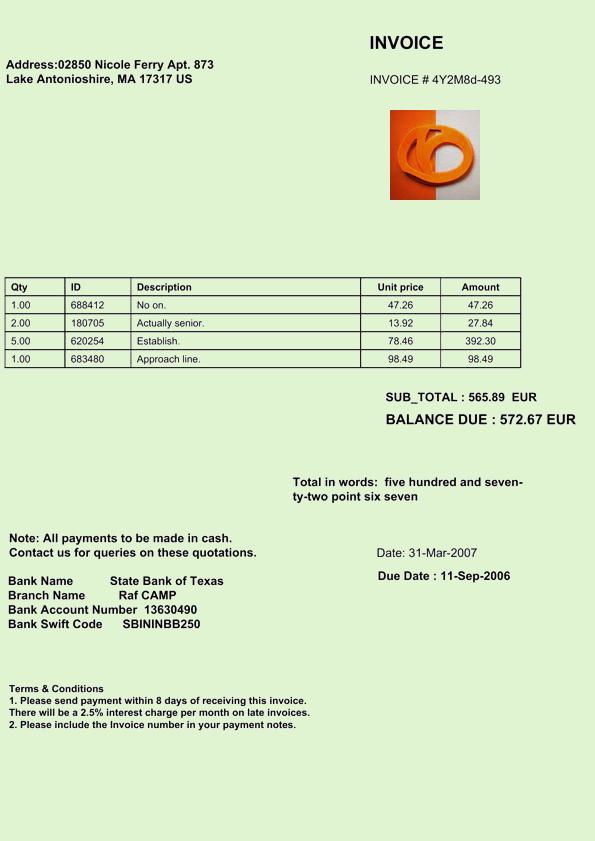 INVOICE
Address:02850 Nicole Ferry Apt. 873
Lake Antonioshire, MA 17317 US
INVOICE # 4Y2M8d-493
Qty ID Description Unit price Amount
1.00 688412 No on. 47.26 47.26
2.00 180705 Actually senior. 13.92 27.84
5.00 620254 Establish. 78.46 392.30
1.00 683480 Approach line. 98.49 98.49
SUB_TOTAL : 565.89 EUR
BALANCE DUE : 572.67 EUR
Total in words: five hundred and seven-
ty-two point six seven
Note: All payments to be made in cash.
Contact us for queries on these quotations.
Date: 31-Mar-2007
Due Date : 11-Sep-2006
Bank Name State Bank of Texas
Branch Name Raf CAMP
Bank Account Number 13630490
Bank Swift Code SBININBB250
Terms & Conditions
1. Please send payment within 8 days of receiving this invoice.
There will be a 2.5% interest charge per month on late invoices.
2. Please include the Invoice number in your payment notes.